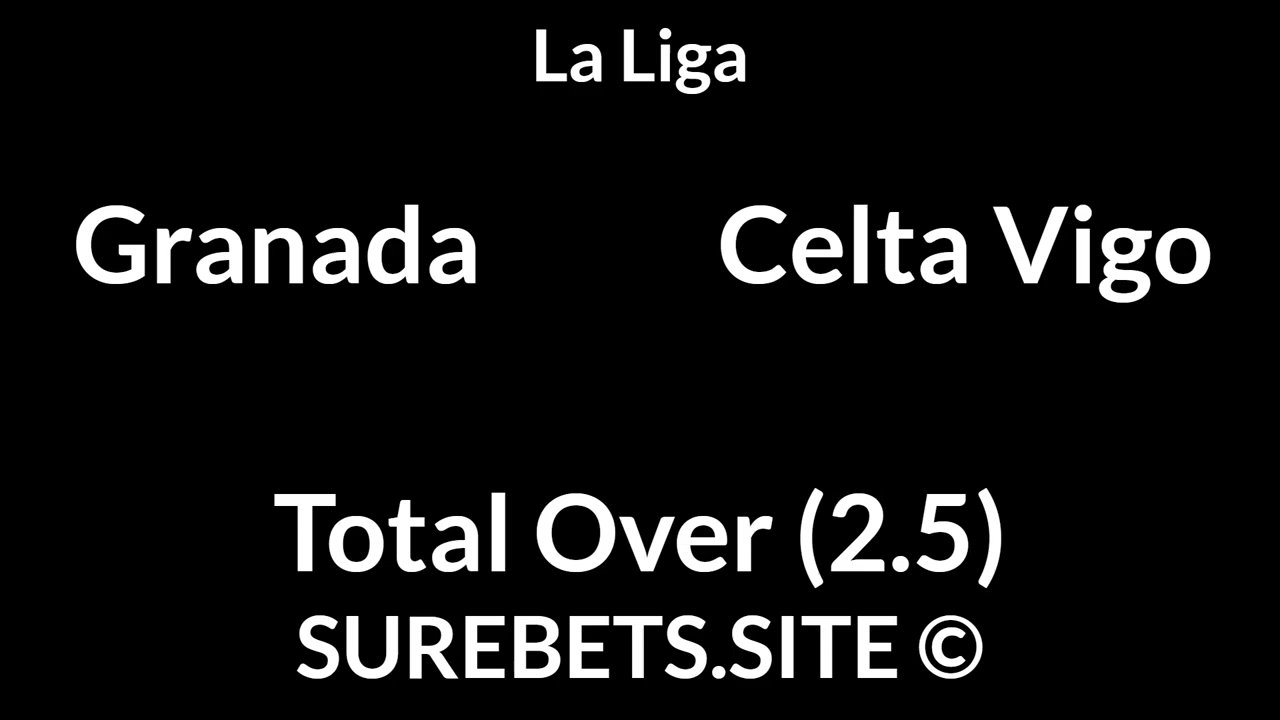 La Liga
Granada Celta Vigo
Total Over (2.5)
SUREBETS.SITE ©